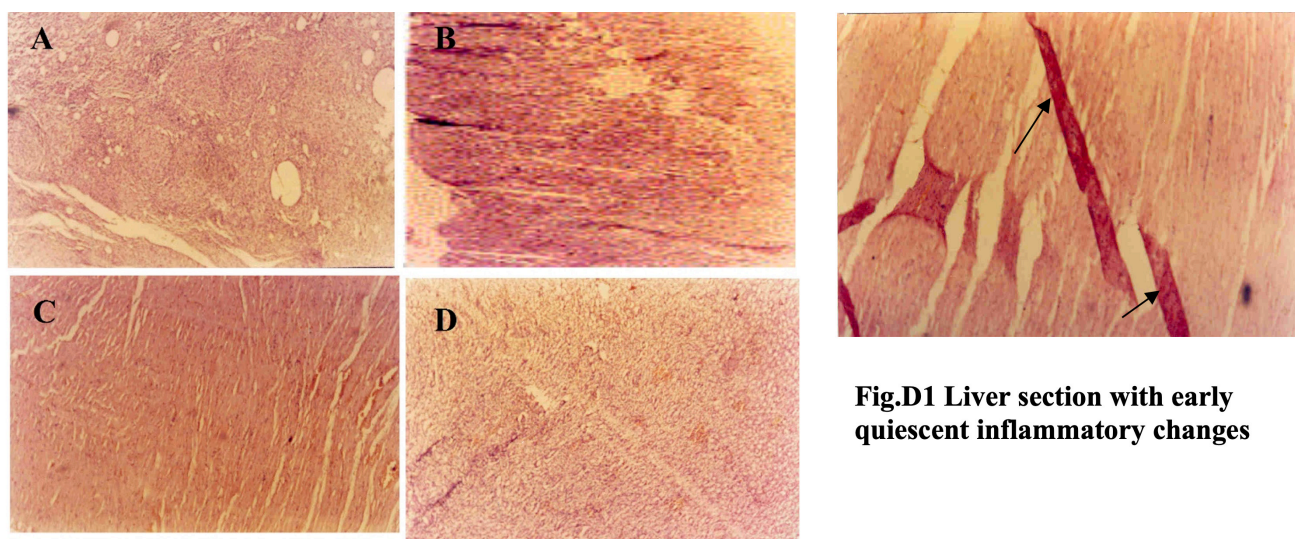 A
B
C
D
Fig.D1 Liver section with early
quiescent inflammatory changes